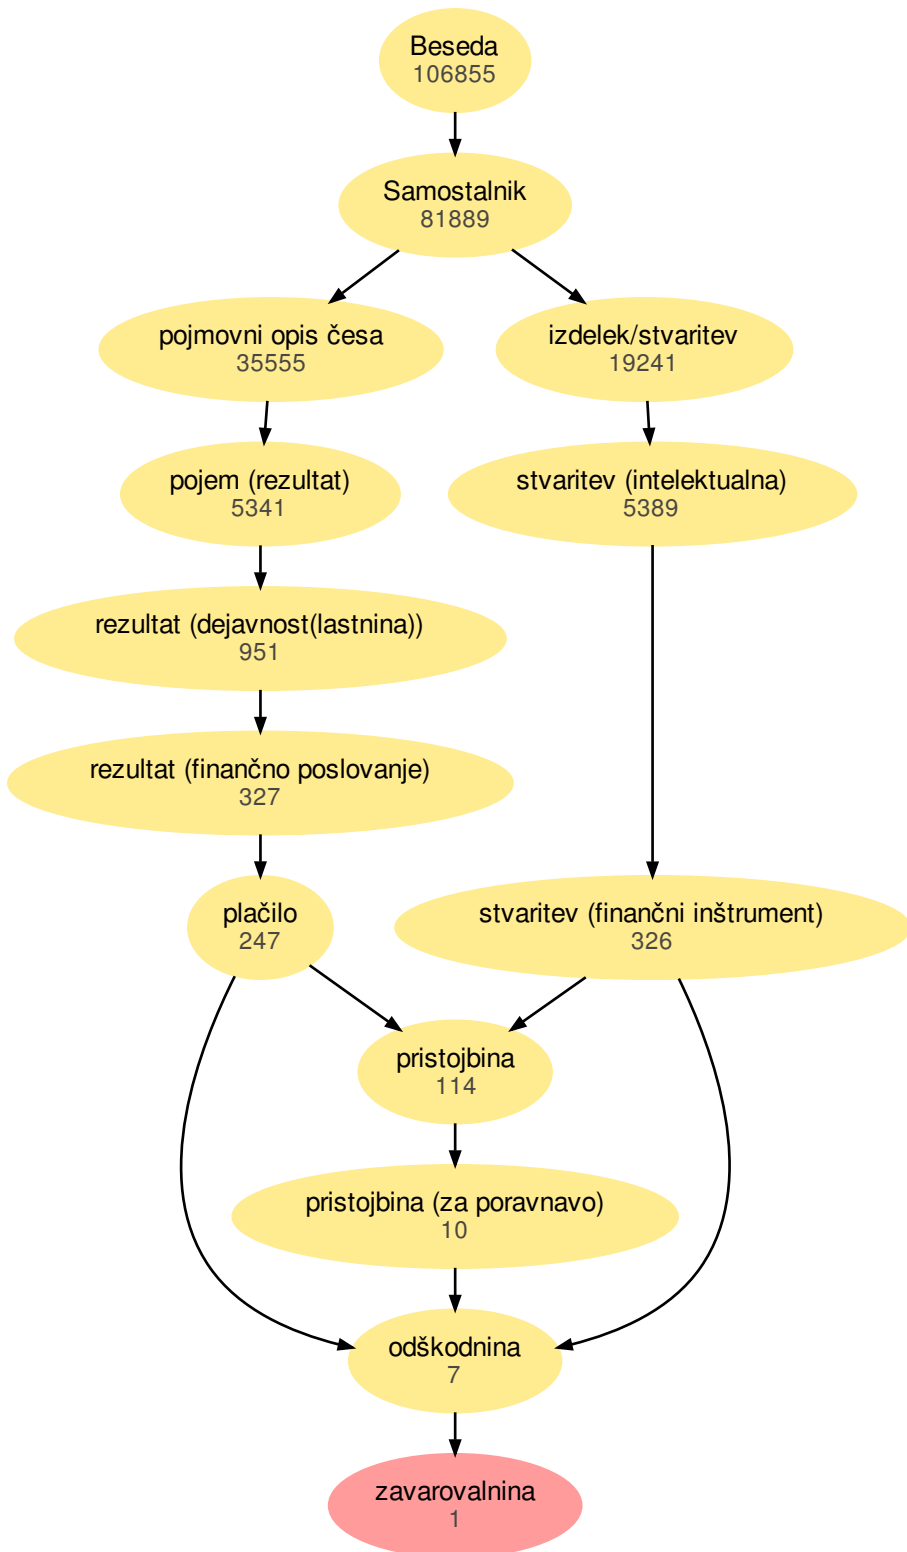 Beseda
106855
Samostalnik
81889
pojmovni opis česa
35555
izdelek/stvaritev
19241
pojem (rezultat)
5341
stvaritev (intelektualna)
5389
rezultat (dejavnost(lastnina))
951
rezultat (finančno poslovanje)
327
plačilo
247
stvaritev (finančni inštrument)
326
pristojbina
114
pristojbina (za poravnavo)
10
odškodnina
7
zavarovalnina
1